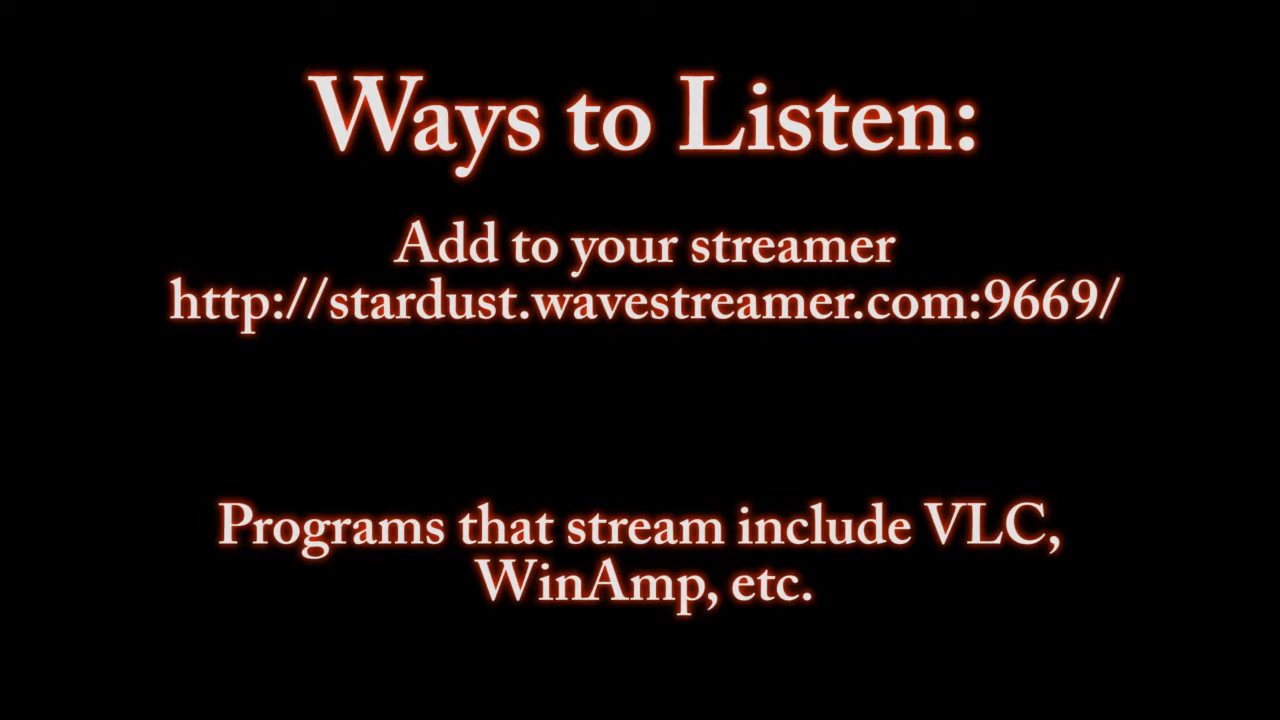 Ways to Listen:
Add to your streamer
http://stardust.wavestreamer.com:9669/
Programs that stream include VLC,
WinAmp, etc.